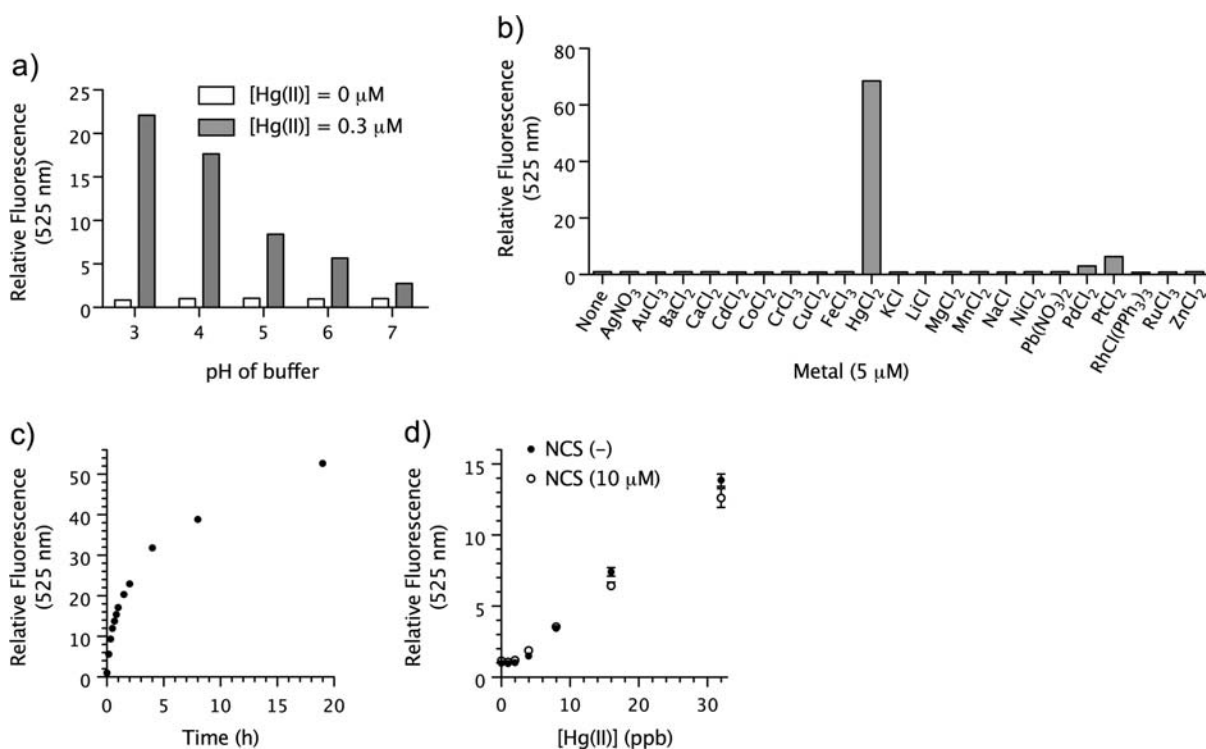 a)
Relative Fluorescence
(525 nm)
25
20
15
10
5
0
[Hg(II)] = 0 μM
[Hg(II)] = 0.3 μM
3 4 5 6 7
pH of buffer
b)
Relative Fluorescence
(525 nm)
80
60
40
20
0
None
AgNO3
AuCl3
BaCl2
CaCl2
CdCl2
CoCl2
CrCl3
CuCl2
FeCl3
HgCl2
KCl
LiCl
MgCl2
MnCl2
NaCl
NiCl2
Pb(NO3)2
PdCl2
PtCl2
RhCl(PPh3)3
RuCl3
ZnCl2
Metal (5 μM)
c)
Relative Fluorescence
(525 nm)
50
40
30
20
10
0
0 5 10 15 20
Time (h)
d)
NCS (–)
NCS (10 μM)
Relative Fluorescence
(525 nm)
15
10
5
0
0 10 20 30
[Hg(II)] (ppb)